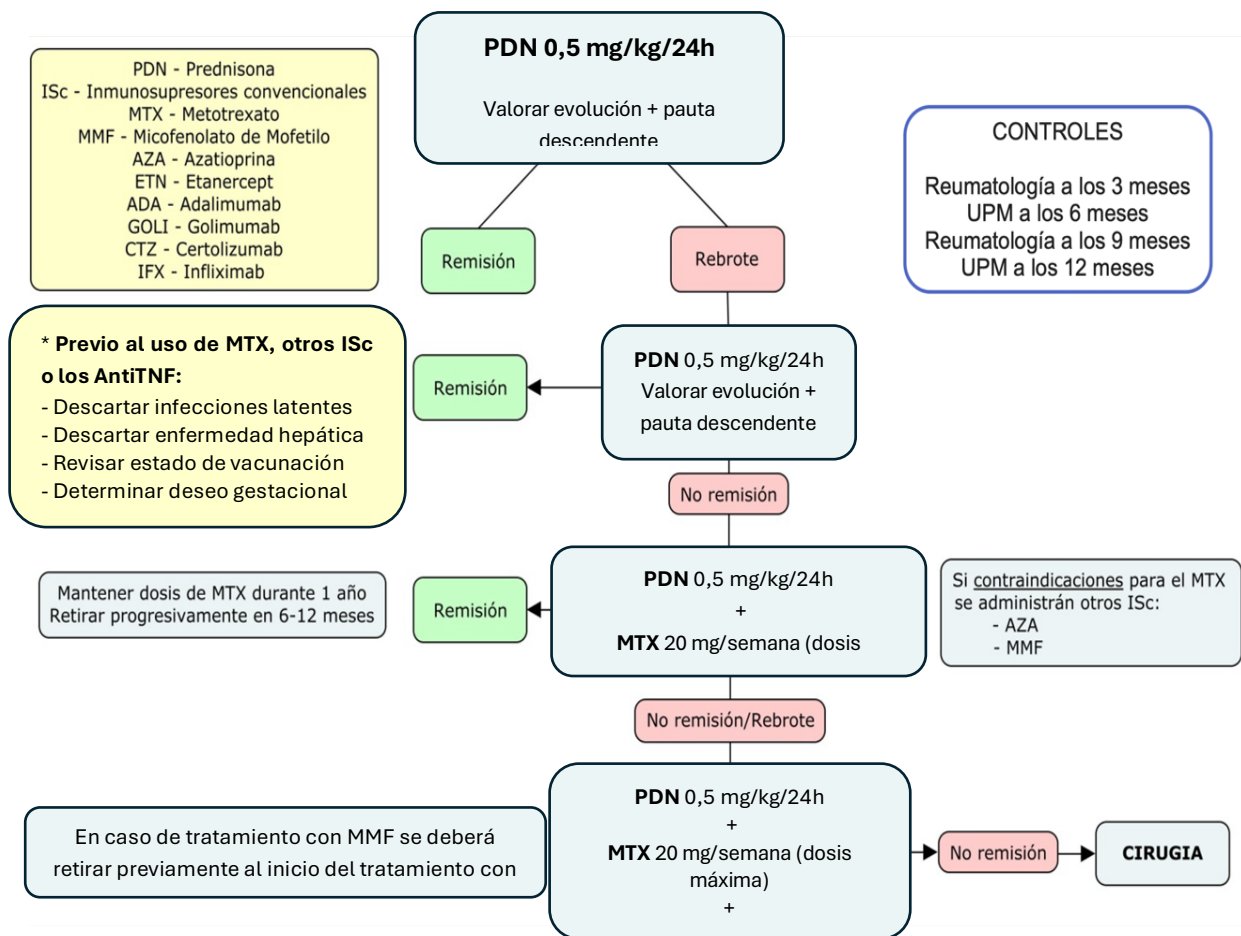 PDN 0,5 mg/kg/24h
Valorar evolución + pauta
descendente
PDN - Prednisona
ISc - Inmunosupresores convencionales
MTX - Metotrexato
MMF - Micofenolato de Mofetilo
AZA - Azatioprina
ETN - Etanercept
ADA - Adalimumab
GOLI - Golimumab
CTZ - Certolizumab
IFX - Infliximab
CONTROLES
Reumatología a los 3 meses
UPM a los 6 meses
Reumatología a los 9 meses
UPM a los 12 meses
Remisión
Rebrote
* Previo al uso de MTX, otros ISc
o los AntiTNF:
- Descartar infecciones latentes
- Descartar enfermedad hepática
- Revisar estado de vacunación
- Determinar deseo gestacional
Remisión
PDN 0,5 mg/kg/24h
Valorar evolución +
pauta descendente
No remisión
Mantener dosis de MTX durante 1 año
Retirar progresivamente en 6-12 meses
Remisión
PDN 0,5 mg/kg/24h
+
MTX 20 mg/semana (dosis
Si contraindicaciones para el MTX
se administrán otros ISc:
- AZA
- MMF
No remisión/Rebrote
En caso de tratamiento con MMF se deberá
retirar previamente al inicio del tratamiento con
PDN 0,5 mg/kg/24h
+
MTX 20 mg/semana (dosis
máxima)
+
No remisión
CIRUGIA